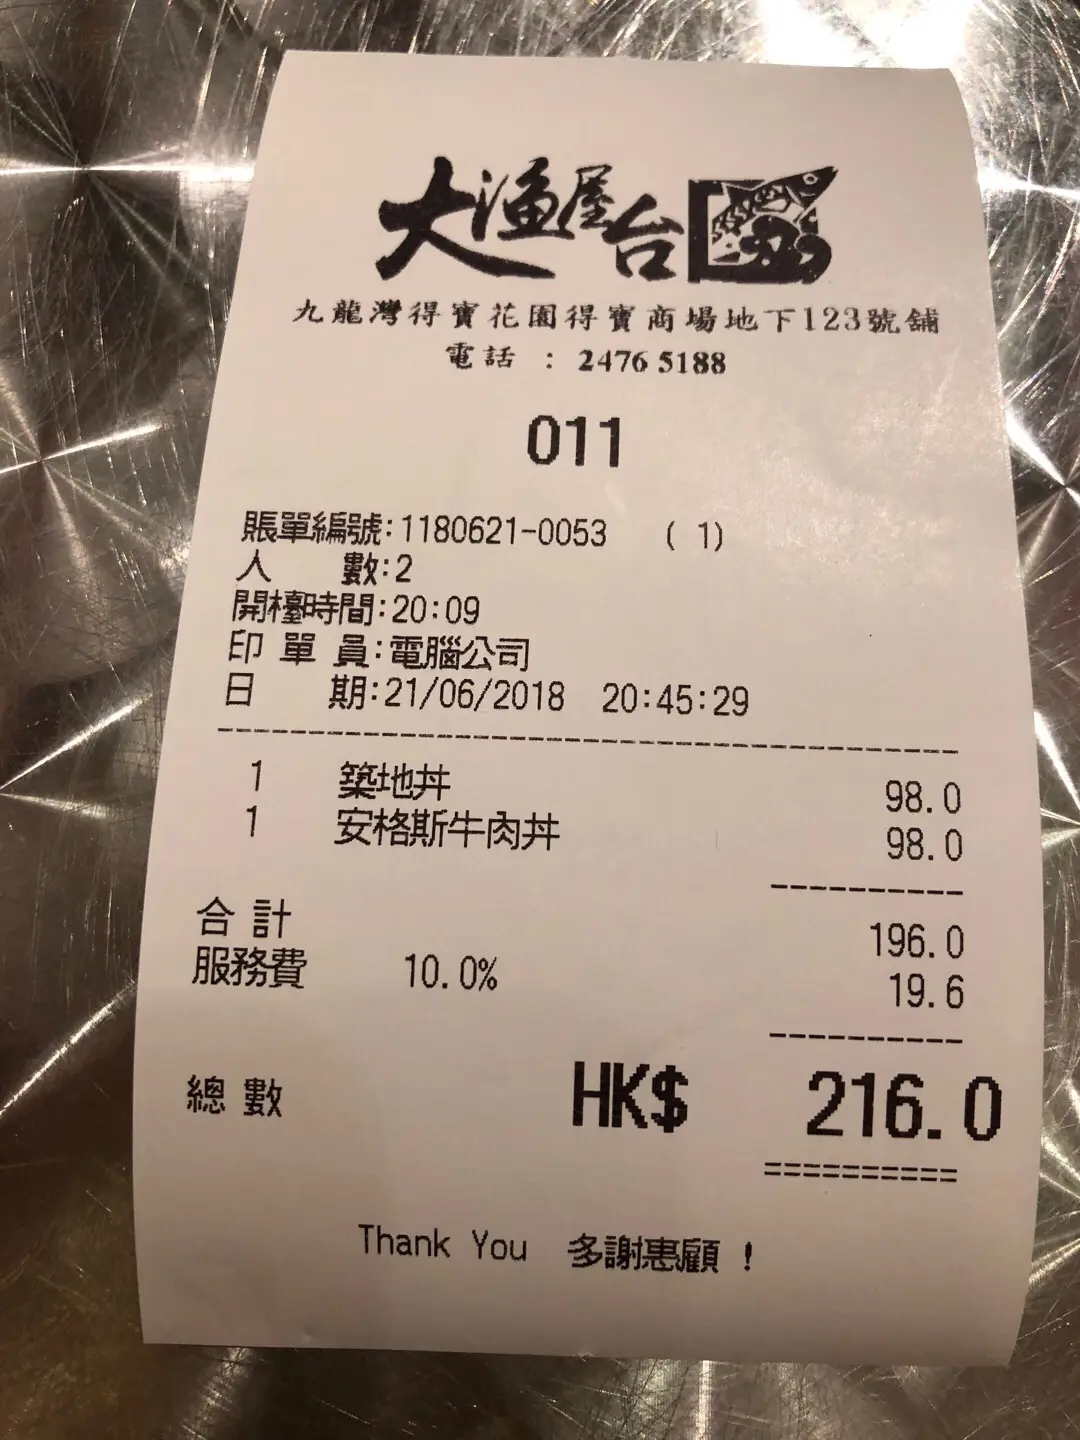 大漁屋台
九龍灣得寶花園得寶商場地下123號舖
電話 : 2476 5188
011
賬單編號:1180621-0053 ( 1)
人 數:2
開檯時間:20:09
印 單 員:電腦公司
日 期:21/06/2018 20:45:29
1 築地丼 98.0
1 安格斯牛肉丼 98.0
合 計 196.0
服務費 10.0% 19.6
總 數 HK$ 216.0
Thank You 多謝惠顧 !